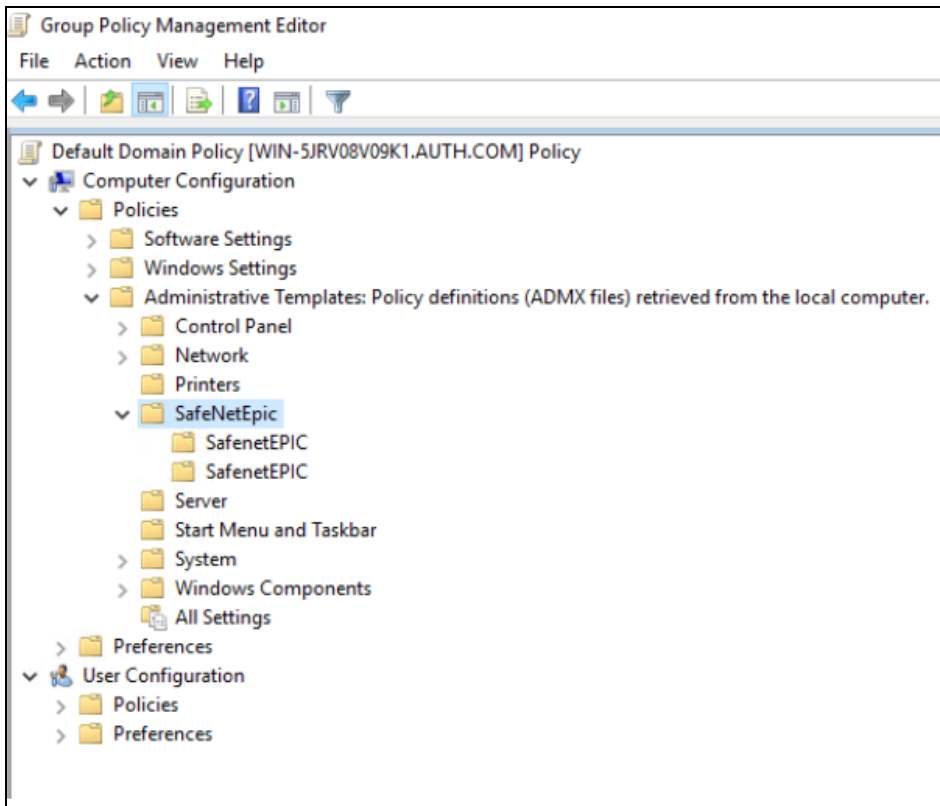 Group Policy Management Editor
File Action View Help
Default Domain Policy [WIN-5JRV08V09K1.AUTH.COM] Policy
Computer Configuration
Policies
Software Settings
Windows Settings
Administrative Templates: Policy definitions (ADMX files) retrieved from the local computer.
Control Panel
Network
Printers
SafeNetEpic
SafenetEPIC
SafenetEPIC
Server
Start Menu and Taskbar
System
Windows Components
All Settings
Preferences
User Configuration
Policies
Preferences